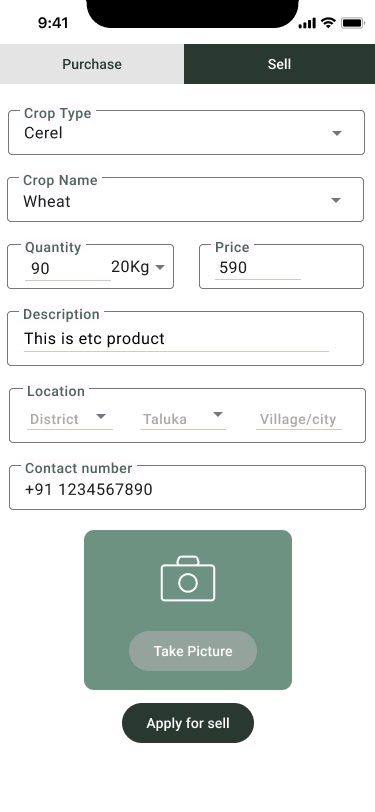 9:41
Purchase Sell
Crop Type
Cerel
Crop Name
Wheat
Quantity Price
90 20Kg 590
Description
This is etc product
Location
District Taluka Village/city
Contact number
+91 1234567890
Take Picture
Apply for sell